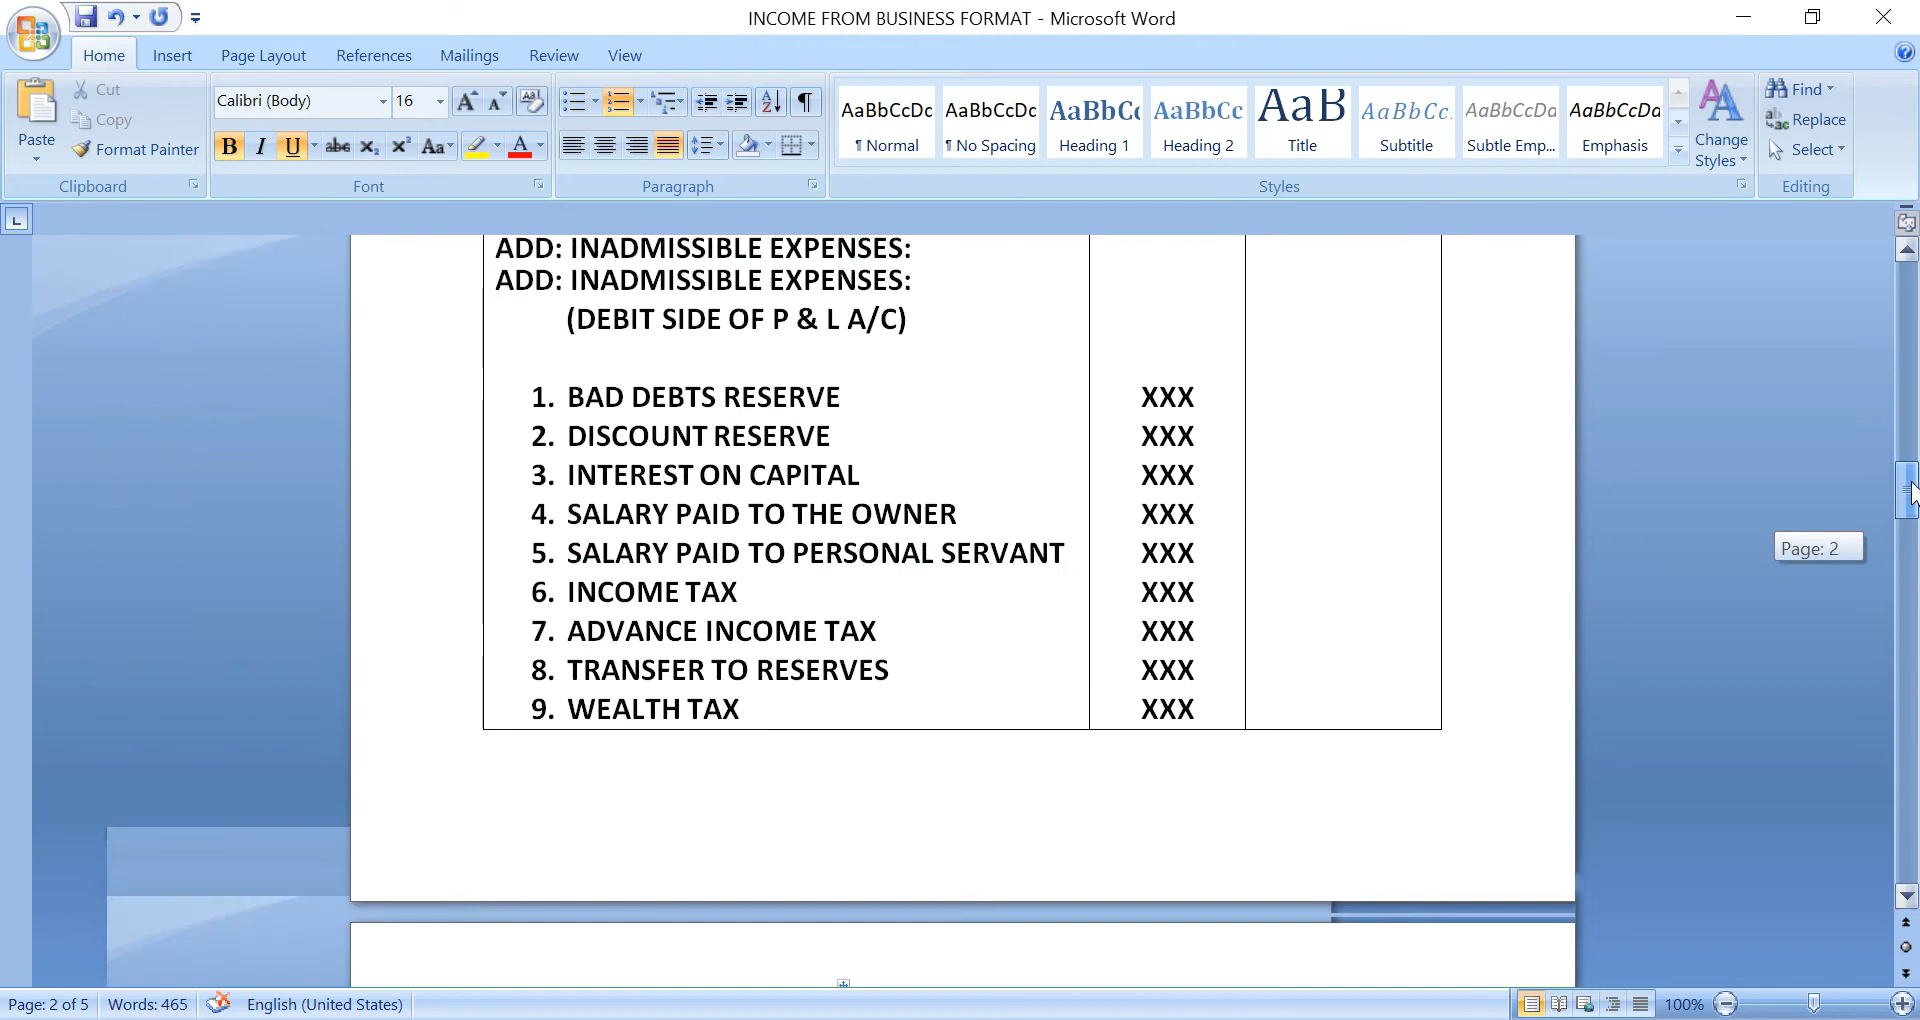 INCOME FROM BUSINESS FORMAT - Microsoft Word
Home Insert Page Layout References Mailings Review View
Paste
Cut
Copy
Format Painter
Clipboard
Calibri (Body) 16
Font
Paragraph
AaBbCcDc AaBbCcDc AaBbCc AaBbCc AaB AaBbCc. AaBbCcDa AaBbCcDa
¶ Normal ¶ No Spacing Heading 1 Heading 2 Title Subtitle Subtle Emp... Emphasis
Change Styles
Styles
Find
Replace
Select
Editing
ADD: INADMISSIBLE EXPENSES:
ADD: INADMISSIBLE EXPENSES:
(DEBIT SIDE OF P & L A/C)
1. BAD DEBTS RESERVE XXX
2. DISCOUNT RESERVE XXX
3. INTEREST ON CAPITAL XXX
4. SALARY PAID TO THE OWNER XXX
5. SALARY PAID TO PERSONAL SERVANT XXX
6. INCOME TAX XXX
7. ADVANCE INCOME TAX XXX
8. TRANSFER TO RESERVES XXX
9. WEALTH TAX XXX
Page: 2
Page: 2 of 5 Words: 465 English (United States) 100%